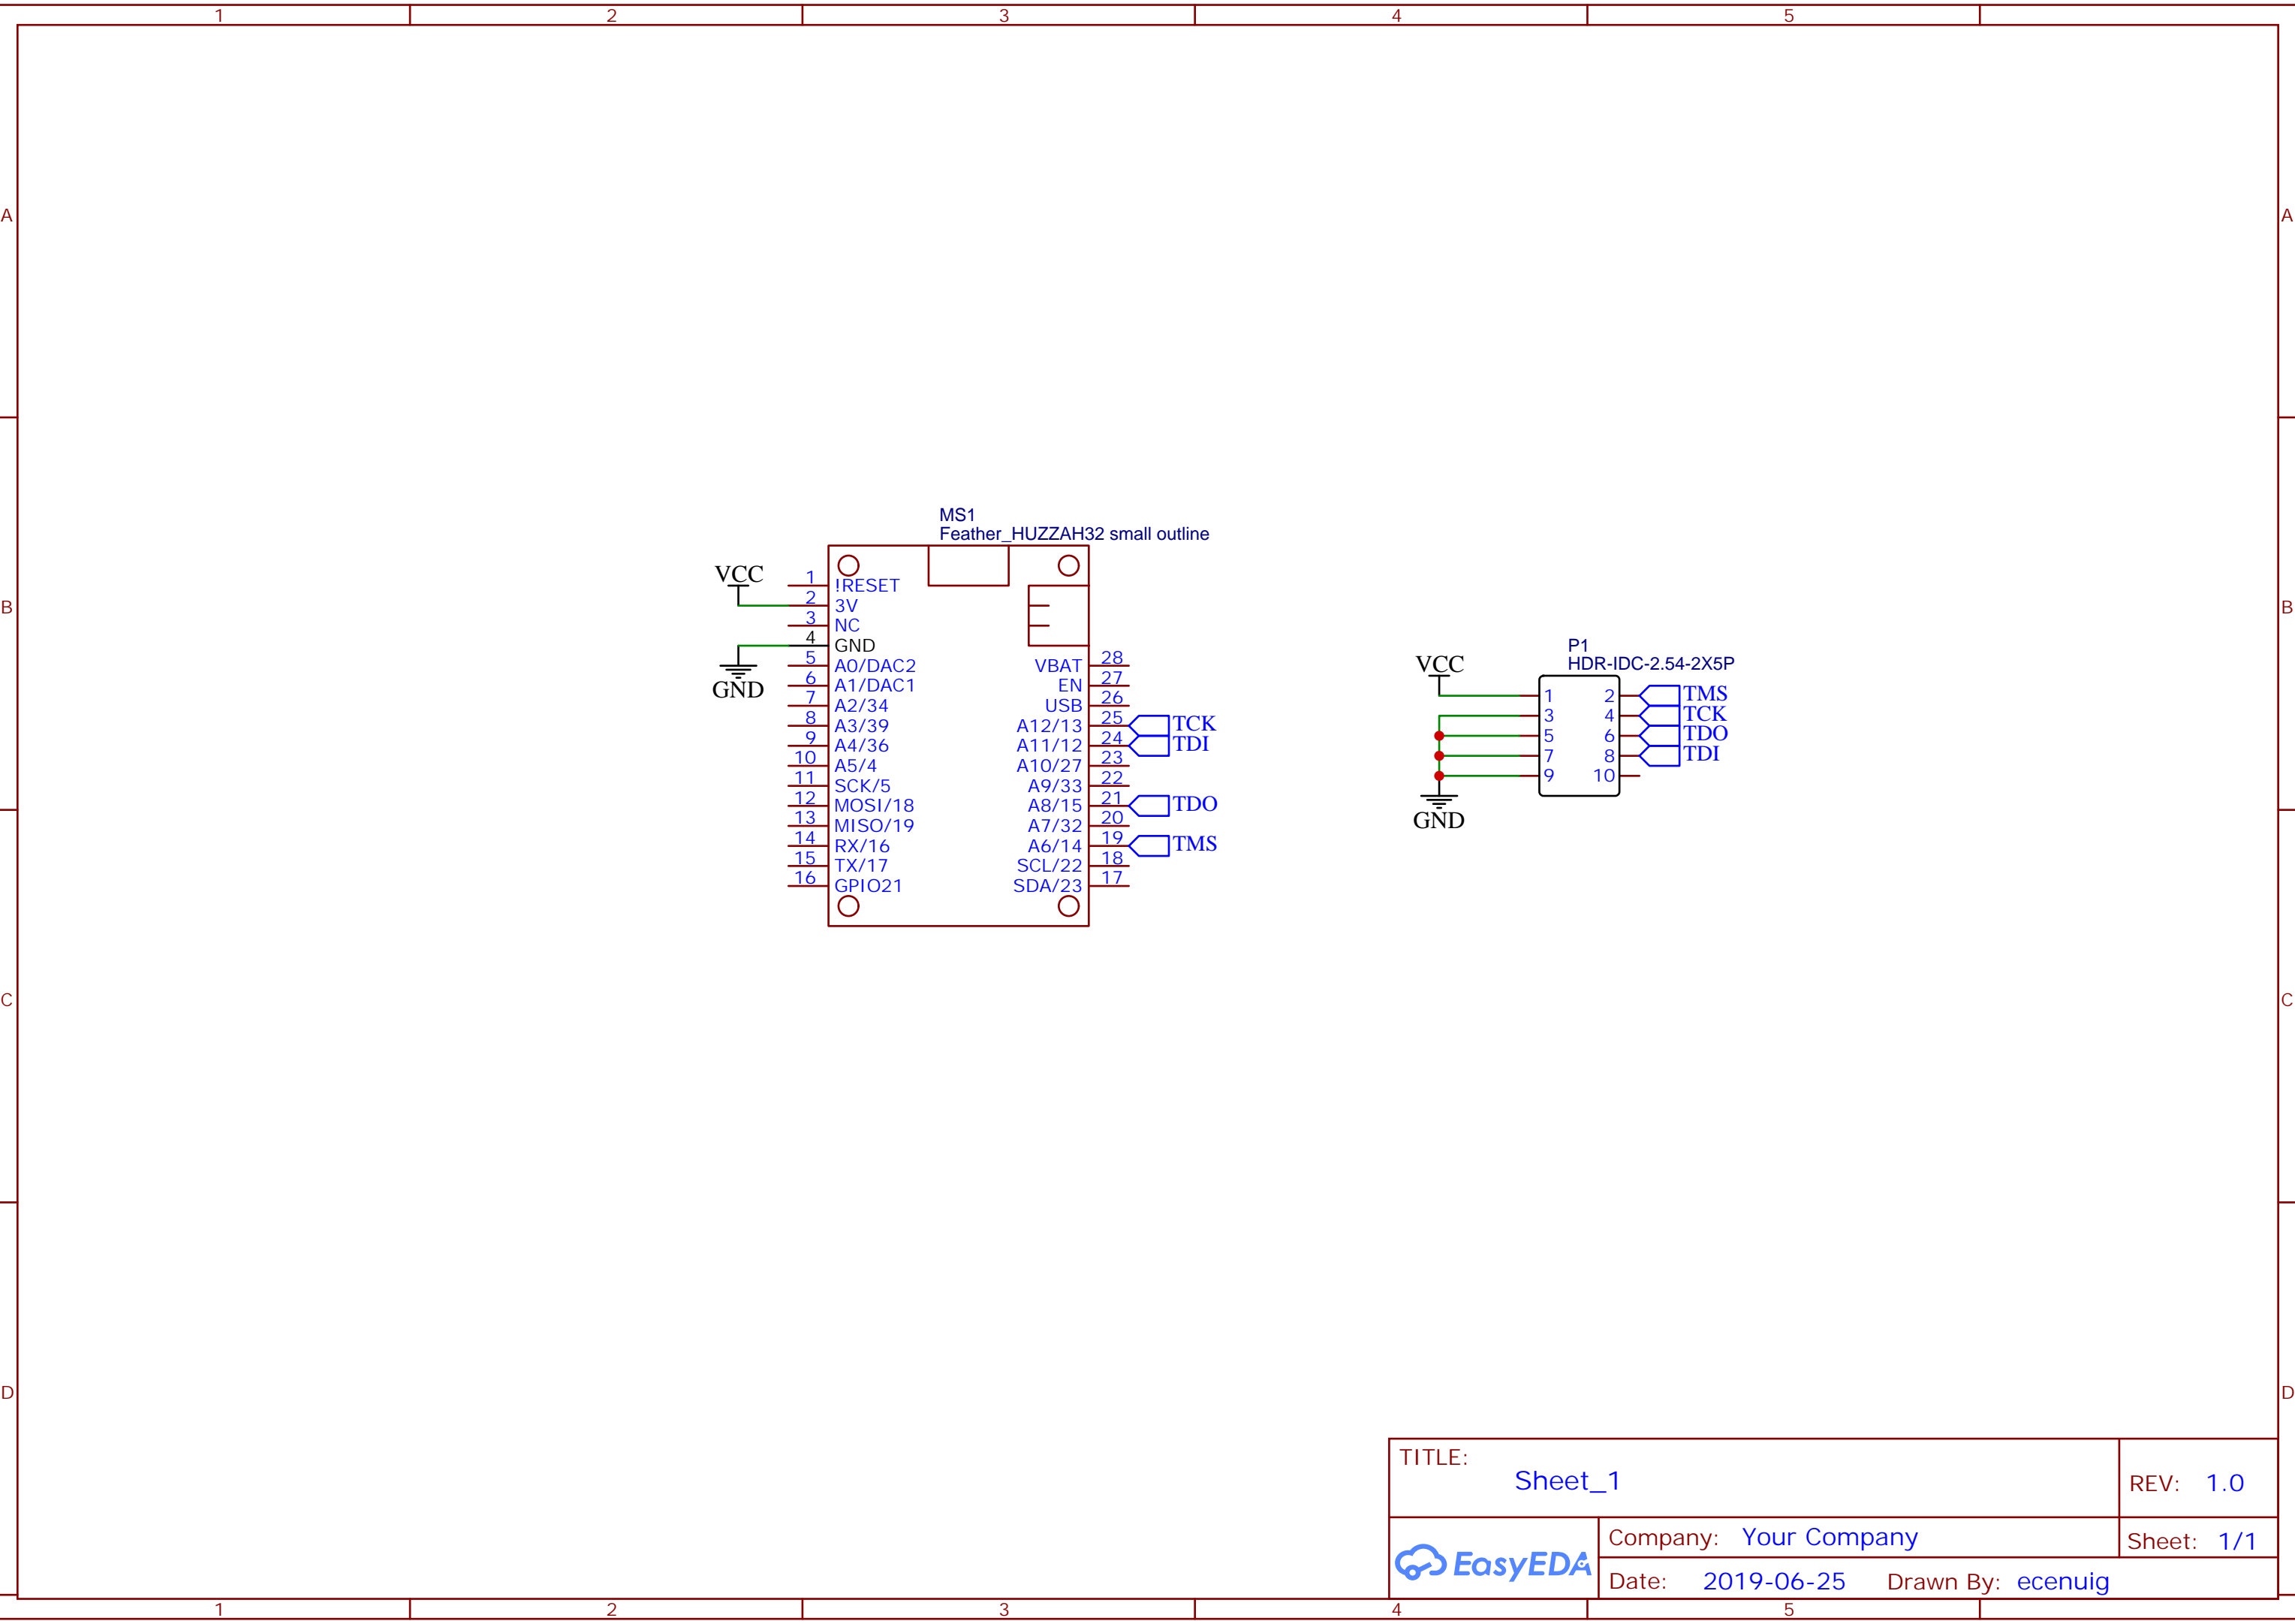 1 2 3 4 5
A A
MS1
Feather_HUZZAH32 small outline
VCC
1 !RESET
2 3V
3 NC
4 GND
GND
5 A0/DAC2
6 A1/DAC1
7 A2/34
8 A3/39
9 A4/36
10 A5/4
11 SCK/5
12 MOSI/18
13 MISO/19
14 RX/16
15 TX/17
16 GPIO21
VBAT 28
EN 27
USB 26
A12/13 25 TCK
A11/12 24 TDI
A10/27 23
A9/33 22
A8/15 21 TDO
A7/32 20
A6/14 19 TMS
SCL/22 18
SDA/23 17
B B
P1
HDR-IDC-2.54-2X5P
VCC
1 2 TMS
3 4 TCK
5 6 TDO
7 8 TDI
9 10
GND
C C
D D
TITLE:
Sheet_1
REV: 1.0
EasyEDA
Company: Your Company
Sheet: 1/1
Date: 2019-06-25 Drawn By: ecenuig
1 2 3 4 5